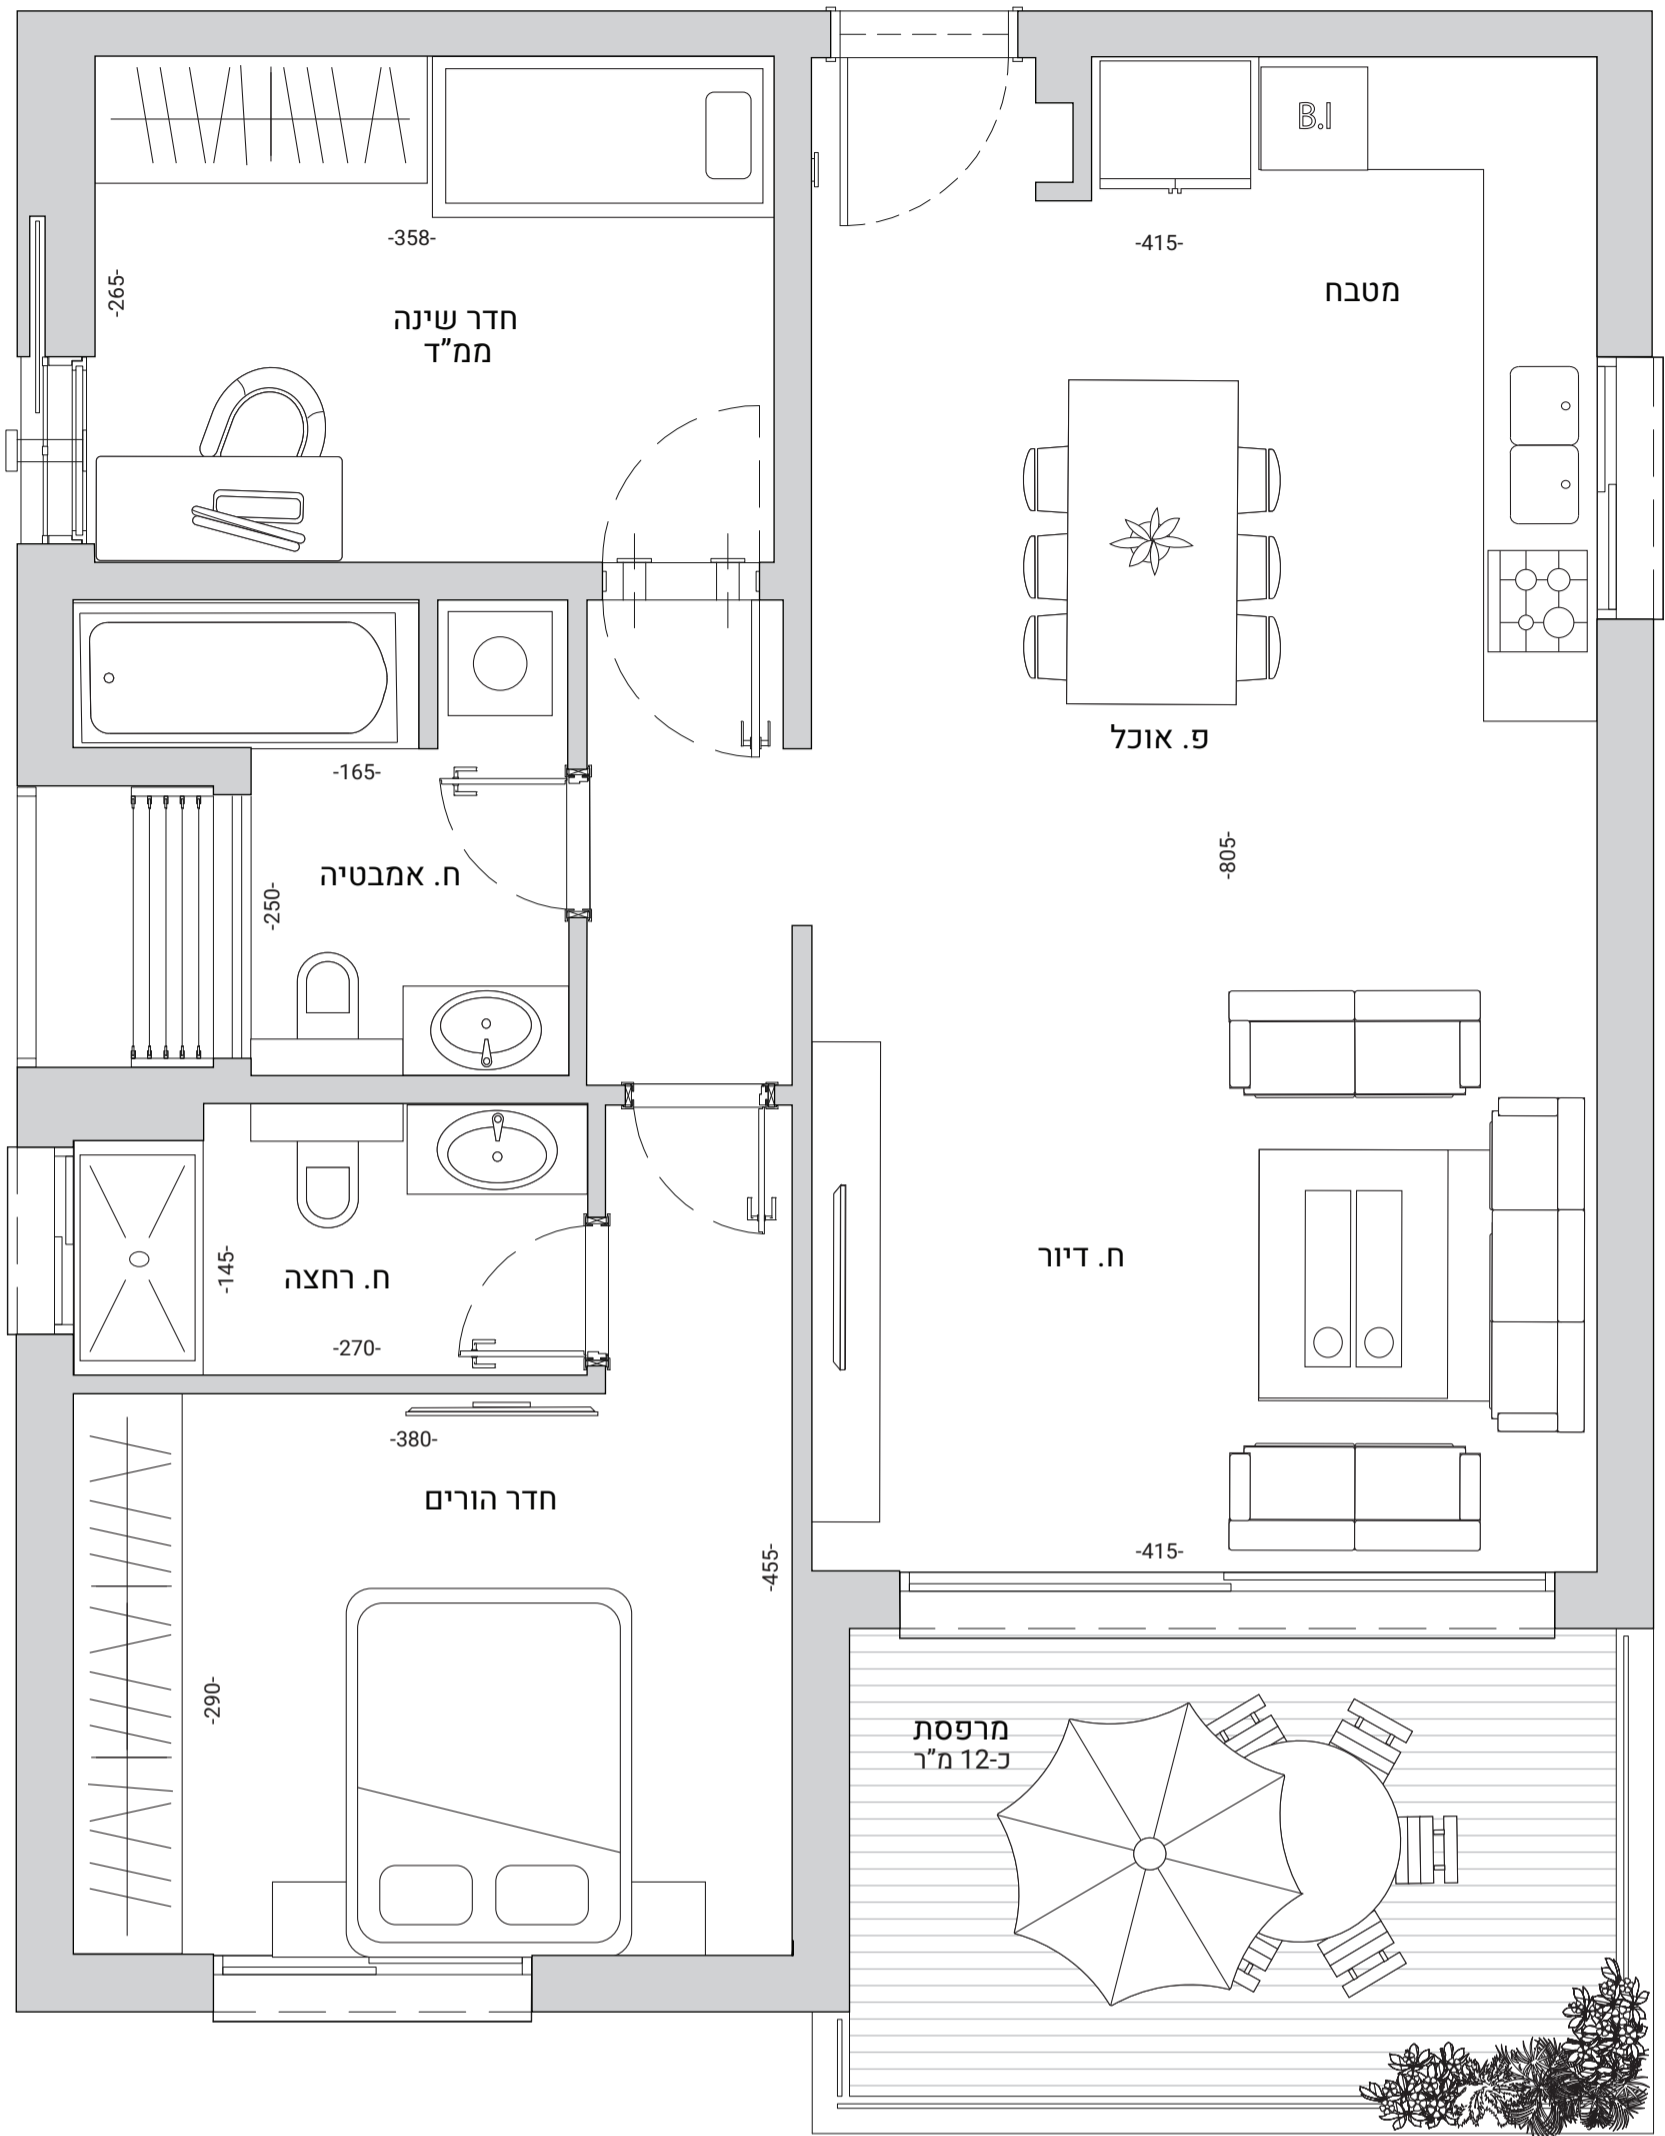 B.I
-358-
-415-
-265-
מטבח
חדר שינה
ממ"ד
פ. אוכל
-165-
-805-
ח. אמבטיה
-250-
ח. דיור
-145-
ח. רחצה
-270-
-380-
חדר הורים
-415-
-455-
-290-
מרפסת
כ-12 מ"ר